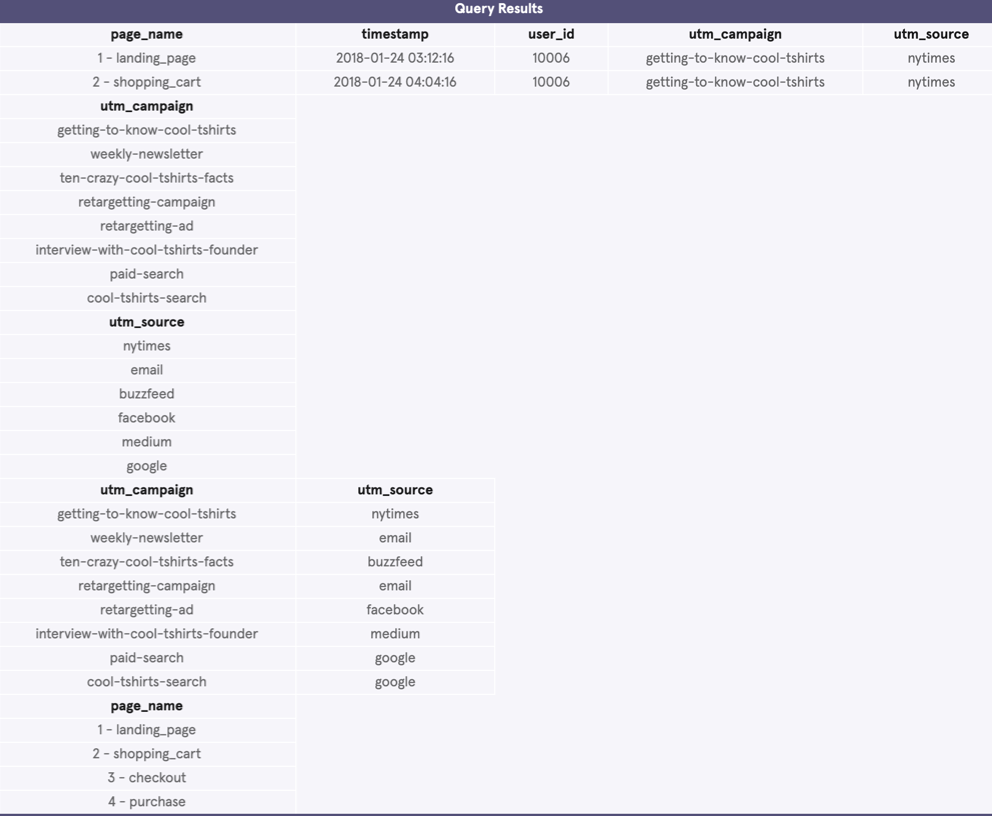 Query Results
page_name timestamp user_id utm_campaign utm_source
1 - landing_page 2018-01-24 03:12:16 10006 getting-to-know-cool-tshirts nytimes
2 - shopping_cart 2018-01-24 04:04:16 10006 getting-to-know-cool-tshirts nytimes
utm_campaign
getting-to-know-cool-tshirts
weekly-newsletter
ten-crazy-cool-tshirts-facts
retargetting-campaign
retargetting-ad
interview-with-cool-tshirts-founder
paid-search
cool-tshirts-search
utm_source
nytimes
email
buzzfeed
facebook
medium
google
utm_campaign utm_source
getting-to-know-cool-tshirts nytimes
weekly-newsletter email
ten-crazy-cool-tshirts-facts buzzfeed
retargetting-campaign email
retargetting-ad facebook
interview-with-cool-tshirts-founder medium
paid-search google
cool-tshirts-search google
page_name
1 - landing_page
2 - shopping_cart
3 - checkout
4 - purchase